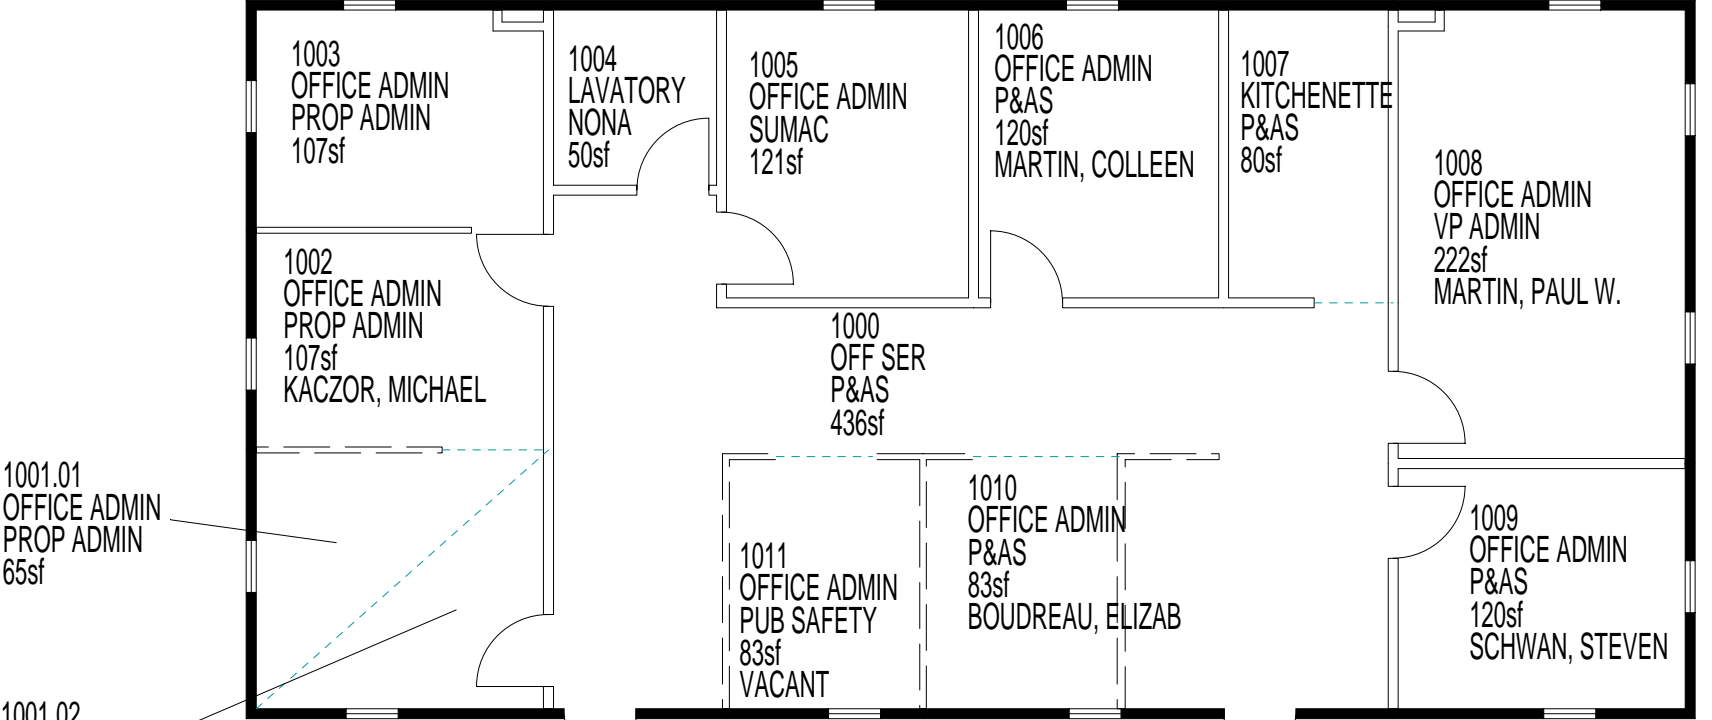 1003
OFFICE ADMIN
PROP ADMIN
107sf
1004
LAVATORY
NONA
50sf
1005
OFFICE ADMIN
SUMAC
121sf
1006
OFFICE ADMIN
P&AS
120sf
MARTIN, COLLEEN
1007
KITCHENETTE
P&AS
80sf
1008
OFFICE ADMIN
VP ADMIN
222sf
MARTIN, PAUL W.
1002
OFFICE ADMIN
PROP ADMIN
107sf
KACZOR, MICHAEL
1000
OFF SER
P&AS
436sf
1001.01
OFFICE ADMIN
PROP ADMIN
65sf
1011
OFFICE ADMIN
PUB SAFETY
83sf
VACANT
1010
OFFICE ADMIN
P&AS
83sf
BOUDREAU, ELIZAB
1009
OFFICE ADMIN
P&AS
120sf
SCHWAN, STEVEN
1001.02